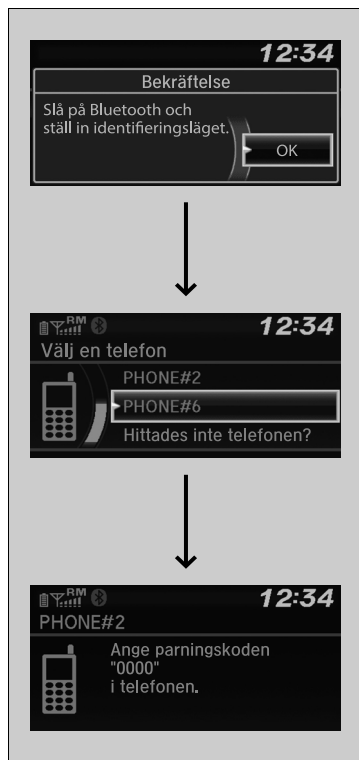 12:34
Bekräftelse
Slå på Bluetooth och
ställ in identifieringsläget.
OK
RM
12:34
Välj en telefon
PHONE#2
PHONE#6
Hittades inte telefonen?
RM
12:34
PHONE#2
Ange parningskoden
"0000"
i telefonen.